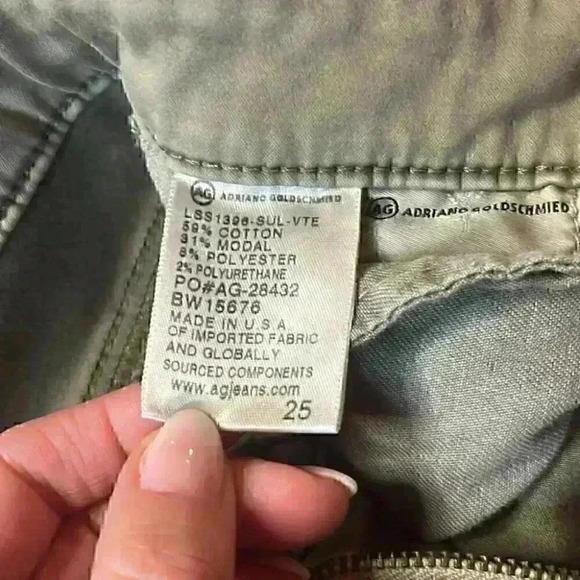 AG ADRIANO GOLDSCHMIED
LSS1396-SUL-VTE
59% COTTON
31% MODAL
8% POLYESTER
2% POLYURETHANE
PO#AG-28432
BW15676
MADE IN U.S.A
OF IMPORTED FABRIC
AND GLOBALLY
SOURCED COMPONENTS
www.agjeans.com
25
AG ADRIANO GOLDSCHMIED